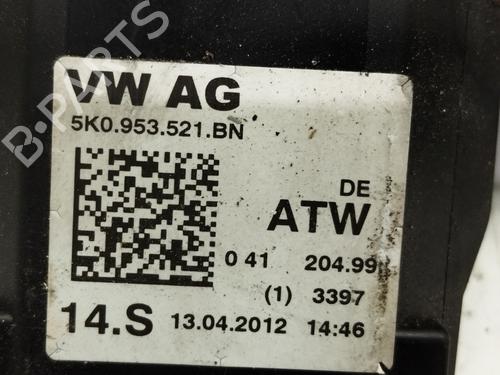 B-PARTS
VW AG
5K0.953.521.BN
DE
ATW
0 41 204.99
(1) 3397
14.S 13.04.2012 14:46